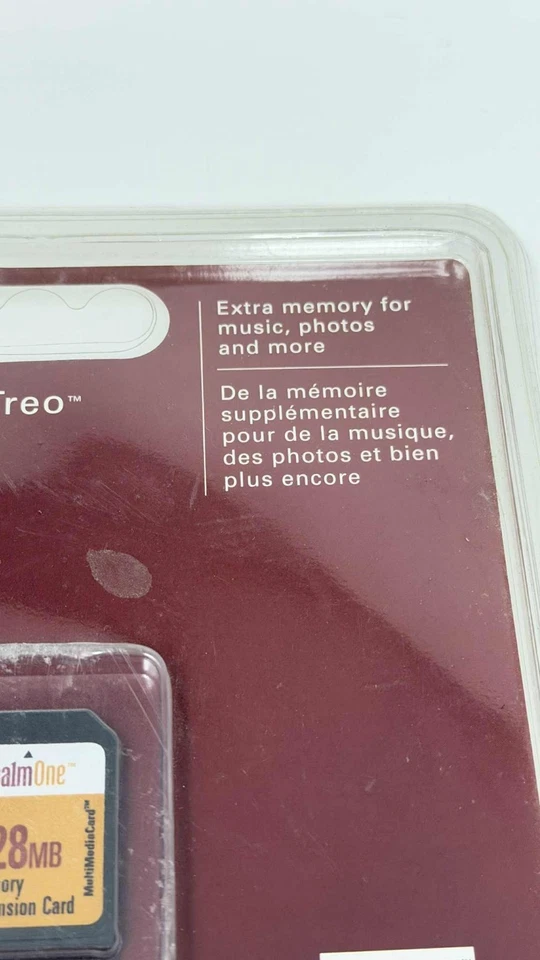 Extra memory for
music, photos
and more
De la mémoire
supplémentaire
pour de la musique,
des photos et bien
plus encore
Treo™
almOne™
28MB
MultiMediaCard™
ory
nsion Card